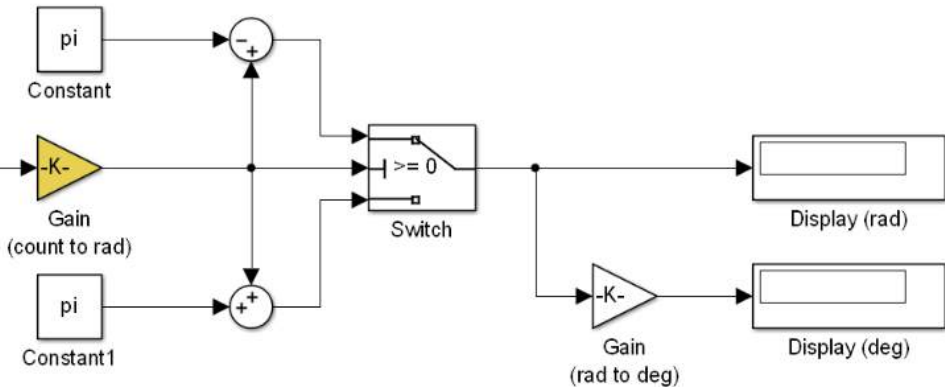 pi
Constant
-
+
-K-
Gain
(count to rad)
>= 0
Switch
Display (rad)
pi
Constant1
+
+
-K-
Gain
(rad to deg)
Display (deg)